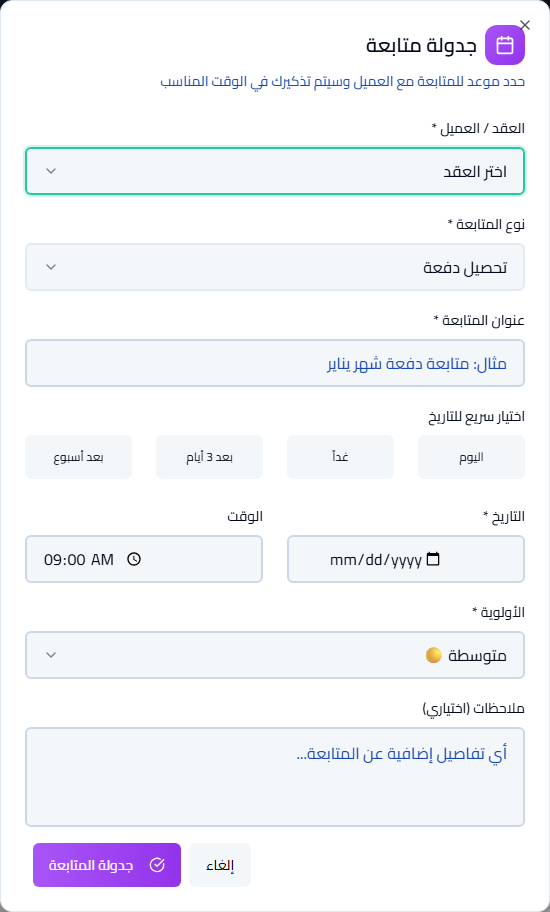 جدولة متابعة
حدد موعد للمتابعة مع العميل وسيتم تذكيرك في الوقت المناسب
العقد / العميل *
اختر العقد
نوع المتابعة *
تحصيل دفعة
عنوان المتابعة *
مثال: متابعة دفعة شهر يناير
اختيار سريع للتاريخ
اليوم غداً بعد 3 أيام بعد أسبوع
التاريخ * الوقت
mm/dd/yyyy 09:00 AM
الأولوية *
متوسطة
ملاحظات (اختياري)
أي تفاصيل إضافية عن المتابعة...
إلغاء جدولة المتابعة